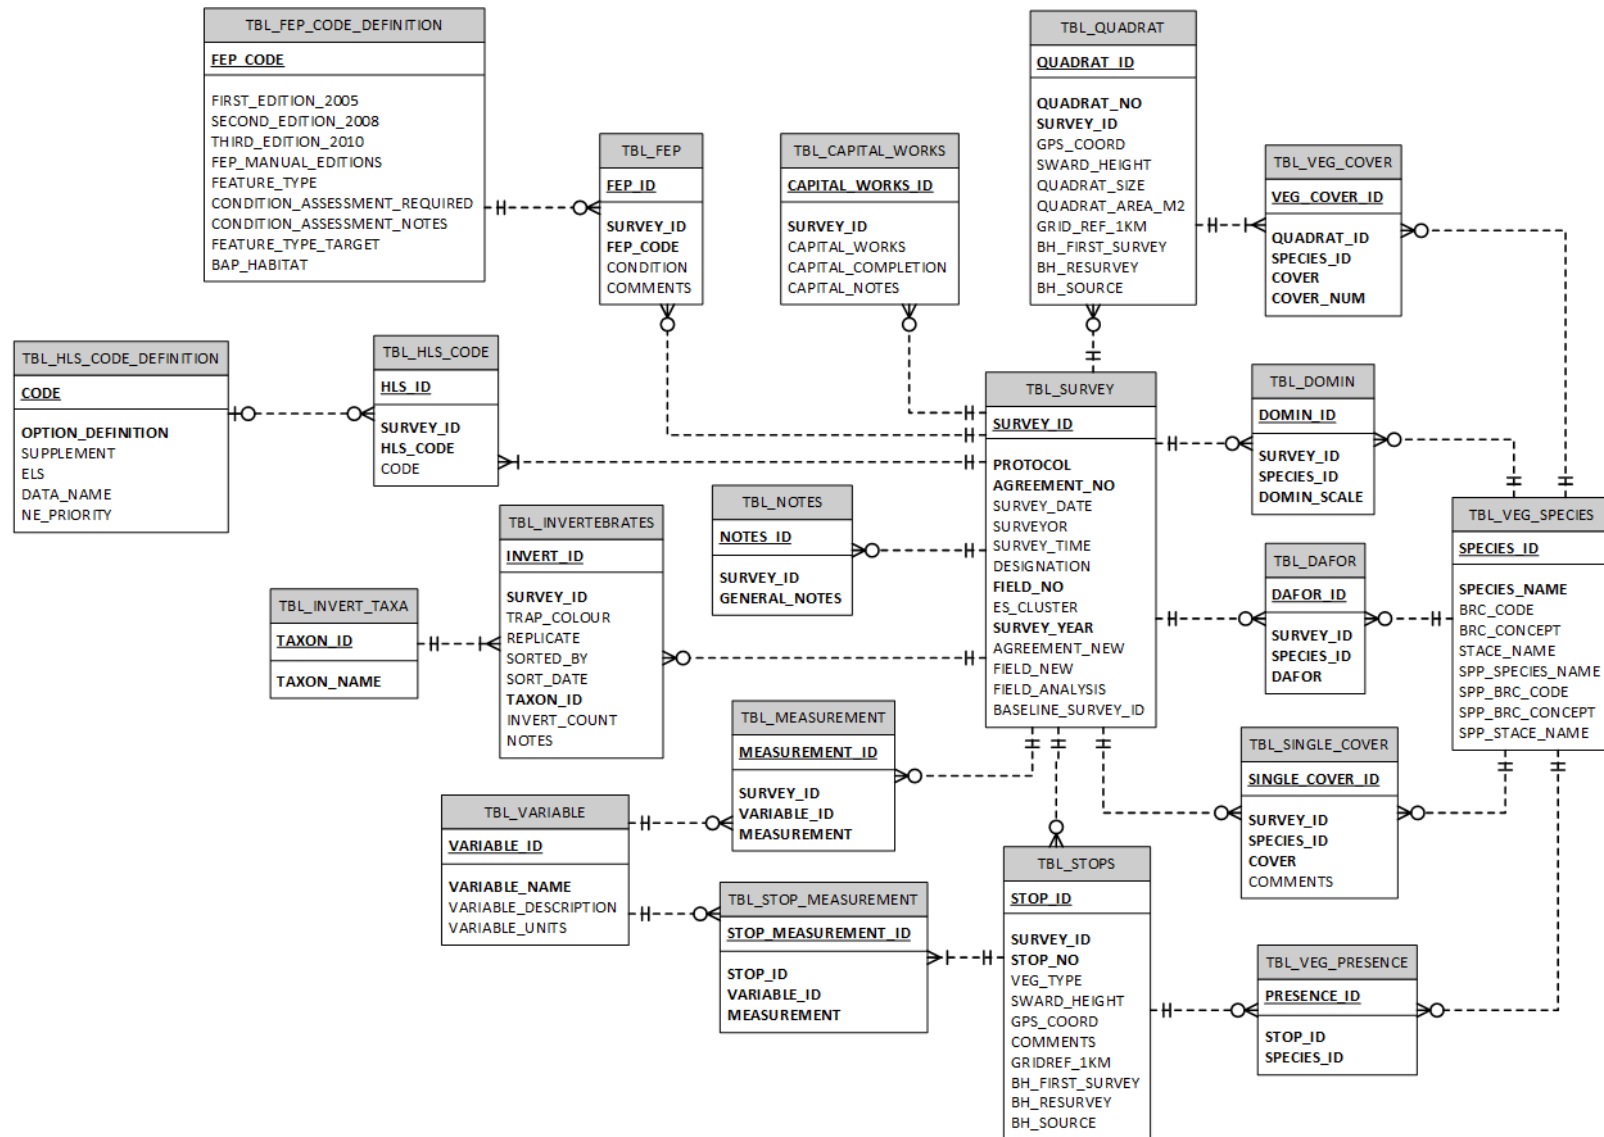 TBL_FEP_CODE_DEFINITION
FEP_CODE
FIRST_EDITION_2005
SECOND_EDITION_2008
THIRD_EDITION_2010
FEP_MANUAL_EDITIONS
FEATURE_TYPE
CONDITION_ASSESSMENT_REQUIRED
CONDITION_ASSESSMENT_NOTES
FEATURE_TYPE_TARGET
BAP_HABITAT
TBL_FEP
FEP_ID
SURVEY_ID
FEP_CODE
CONDITION
COMMENTS
TBL_CAPITAL_WORKS
CAPITAL_WORKS_ID
SURVEY_ID
CAPITAL_WORKS
CAPITAL_COMPLETION
CAPITAL_NOTES
TBL_QUADRAT
QUADRAT_ID
QUADRAT_NO
SURVEY_ID
GPS_COORD
SWARD_HEIGHT
QUADRAT_SIZE
QUADRAT_AREA_M2
GRID_REF_1KM
BH_FIRST_SURVEY
BH_RESURVEY
BH_SOURCE
TBL_VEG_COVER
VEG_COVER_ID
QUADRAT_ID
SPECIES_ID
COVER
COVER_NUM
TBL_HLS_CODE_DEFINITION
CODE
OPTION_DEFINITION
SUPPLEMENT
ELS
DATA_NAME
NE_PRIORITY
TBL_HLS_CODE
HLS_ID
SURVEY_ID
HLS_CODE
CODE
TBL_SURVEY
SURVEY_ID
PROTOCOL
AGREEMENT_NO
SURVEY_DATE
SURVEYOR
SURVEY_TIME
DESIGNATION
FIELD_NO
ES_CLUSTER
SURVEY_YEAR
AGREEMENT_NEW
FIELD_NEW
FIELD_ANALYSIS
BASELINE_SURVEY_ID
TBL_DOMIN
DOMIN_ID
SURVEY_ID
SPECIES_ID
DOMIN_SCALE
TBL_VEG_SPECIES
SPECIES_ID
SPECIES_NAME
BRC_CODE
BRC_CONCEPT
STACE_NAME
SPP_SPECIES_NAME
SPP_BRC_CODE
SPP_BRC_CONCEPT
SPP_STACE_NAME
TBL_NOTES
NOTES_ID
SURVEY_ID
GENERAL_NOTES
TBL_INVERTEBRATES
INVERT_ID
SURVEY_ID
TRAP_COLOUR
REPLICATE
SORTED_BY
SORT_DATE
TAXON_ID
INVERT_COUNT
NOTES
TBL_INVERT_TAXA
TAXON_ID
TAXON_NAME
TBL_DAFOR
DAFOR_ID
SURVEY_ID
SPECIES_ID
DAFOR
TBL_MEASUREMENT
MEASUREMENT_ID
SURVEY_ID
VARIABLE_ID
MEASUREMENT
TBL_SINGLE_COVER
SINGLE_COVER_ID
SURVEY_ID
SPECIES_ID
COVER
COMMENTS
TBL_VARIABLE
VARIABLE_ID
VARIABLE_NAME
VARIABLE_DESCRIPTION
VARIABLE_UNITS
TBL_STOP_MEASUREMENT
STOP_MEASUREMENT_ID
STOP_ID
VARIABLE_ID
MEASUREMENT
TBL_STOPS
STOP_ID
SURVEY_ID
STOP_NO
VEG_TYPE
SWARD_HEIGHT
GPS_COORD
COMMENTS
GRIDREF_1KM
BH_FIRST_SURVEY
BH_RESURVEY
BH_SOURCE
TBL_VEG_PRESENCE
PRESENCE_ID
STOP_ID
SPECIES_ID